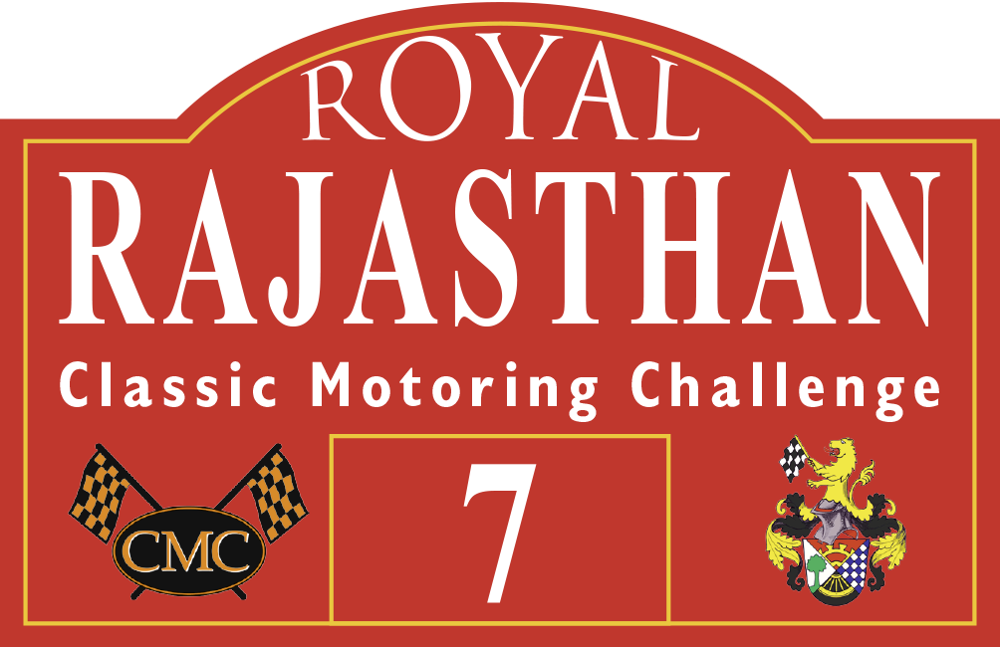 ROYAL
RAJASTHAN
Classic Motoring Challenge
CMC
7